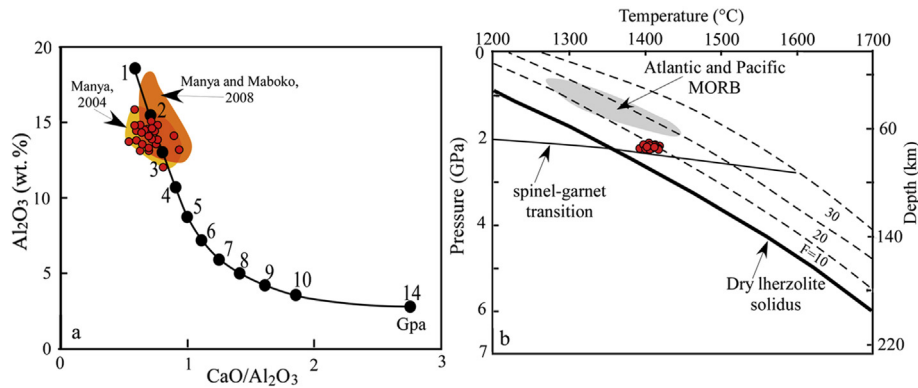 20
15
10
5
0
Al₂O₃ (wt.%)
Manya,
2004
Manya and Maboko,
2008
1
2
3
4
5
6
7
8
9
10
14
Gpa
a
0
1
2
3
CaO/Al₂O₃
Temperature (°C)
1200
1300
1400
1500
1600
1700
0
2
4
6
7
Pressure (GPa)
60
140
220
Depth (km)
Atlantic and Pacific
MORB
spinel-garnet
transition
30
20
F=10
Dry lherzolite
solidus
b